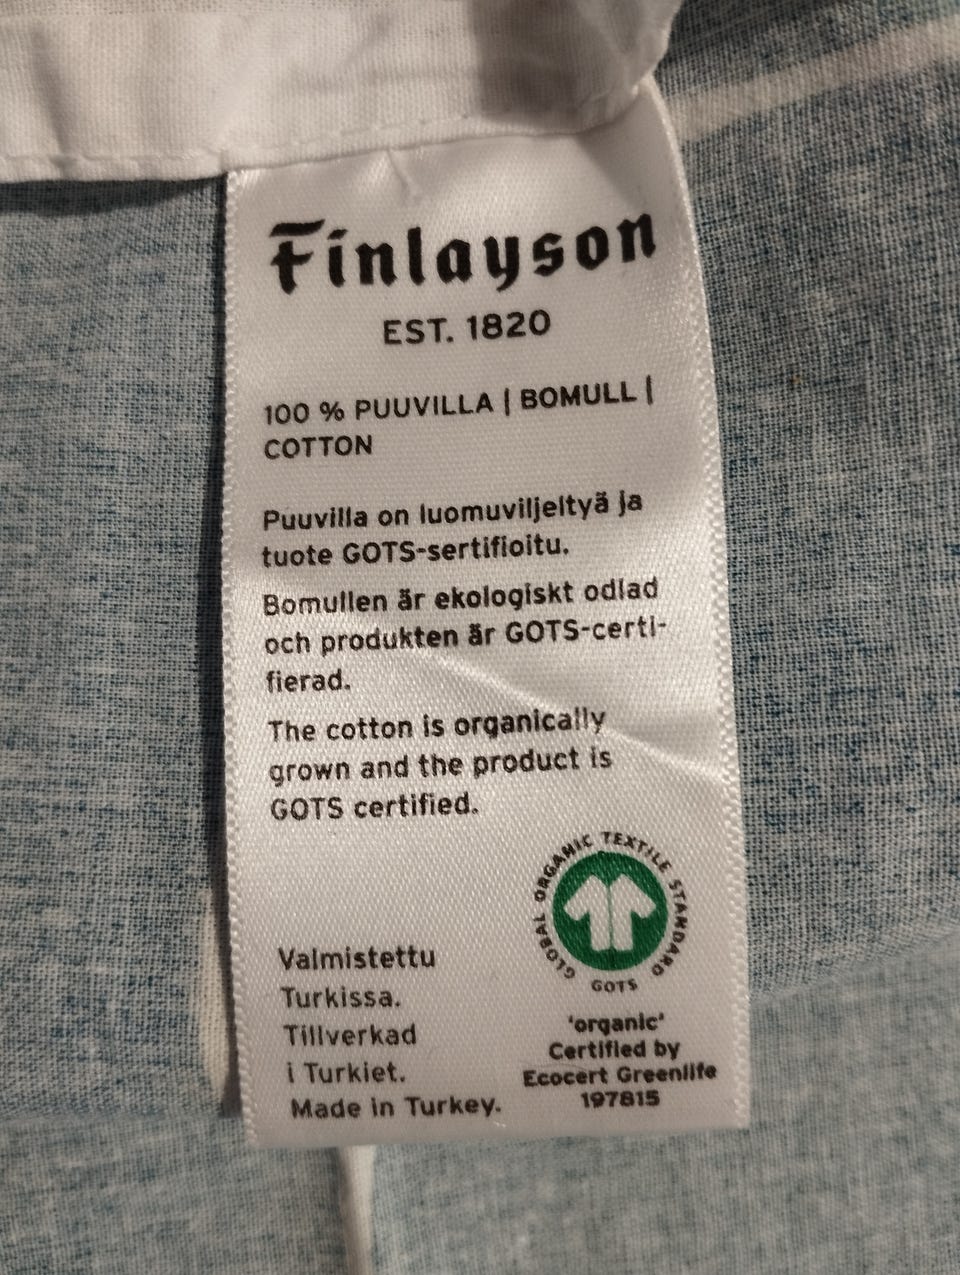 Finlayson
EST. 1820
100 % PUUVILLA | BOMULL |
COTTON
Puuvilla on luomuviljeltyä ja
tuote GOTS-sertifioitu.
Bomullen är ekologiskt odlad
och produkten är GOTS-certi-
fierad.
The cotton is organically
grown and the product is
GOTS certified.
GLOBAL ORGANIC TEXTILE STANDARD
GOTS
Valmistettu
Turkissa.
Tillverkad
i Turkiet.
Made in Turkey.
'organic'
Certified by
Ecocert Greenlife
197815